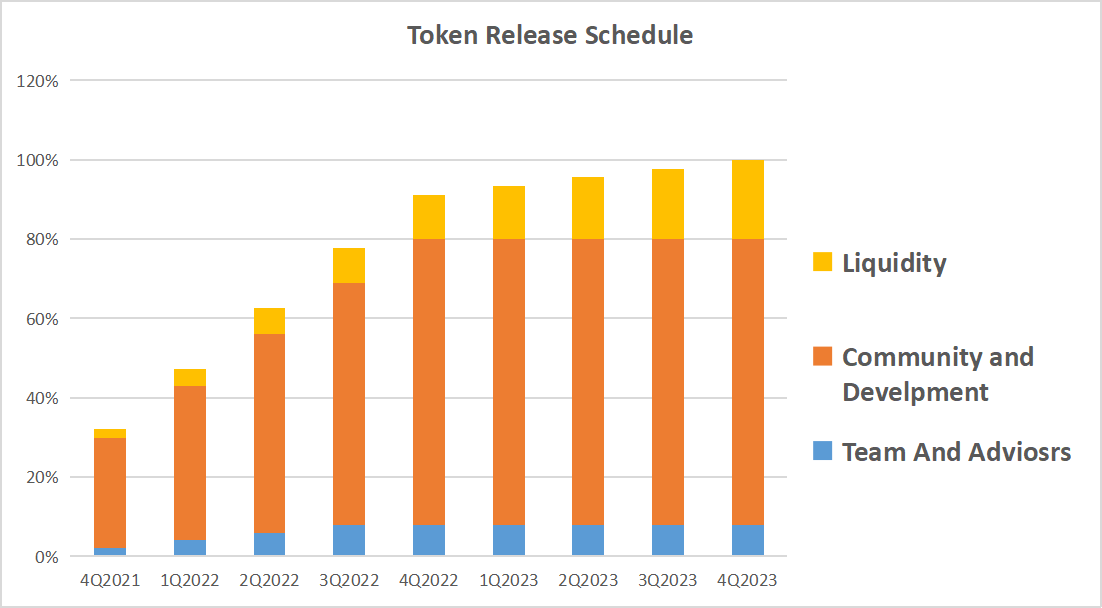 Token Release Schedule
120%
100%
80%
60%
40%
20%
0%
4Q2021 1Q2022 2Q2022 3Q2022 4Q2022 1Q2023 2Q2023 3Q2023 4Q2023
Liquidity
Community and
Develpment
Team And Adviosrs